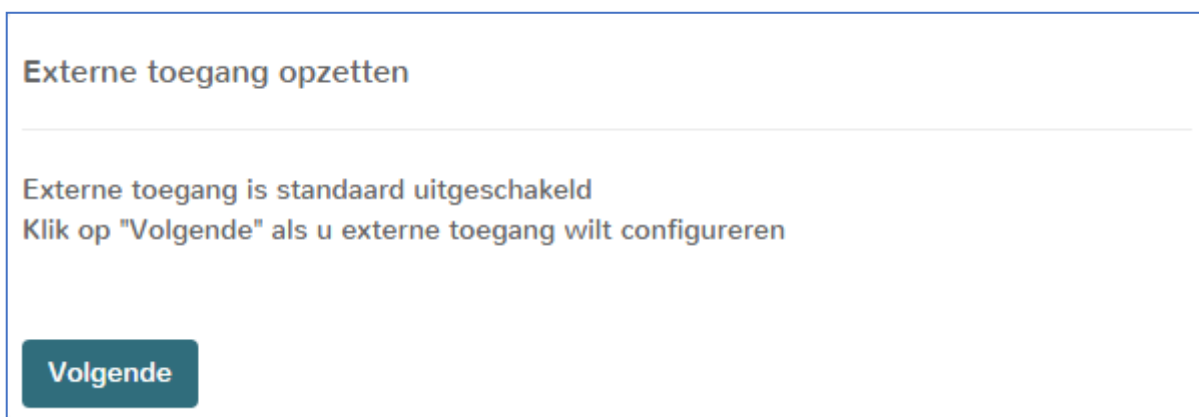 Externe toegang opzetten
Externe toegang is standaard uitgeschakeld
Klik op "Volgende" als u externe toegang wilt configureren
Volgende